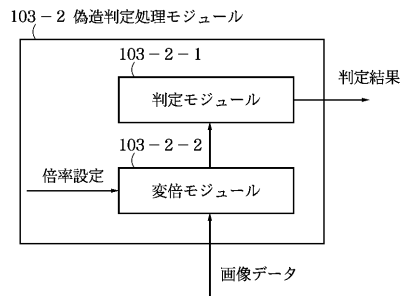 103－2 偽造判定処理モジュール
103－2－1
判定モジュール
判定結果
103－2－2
倍率設定
変倍モジュール
画像データ